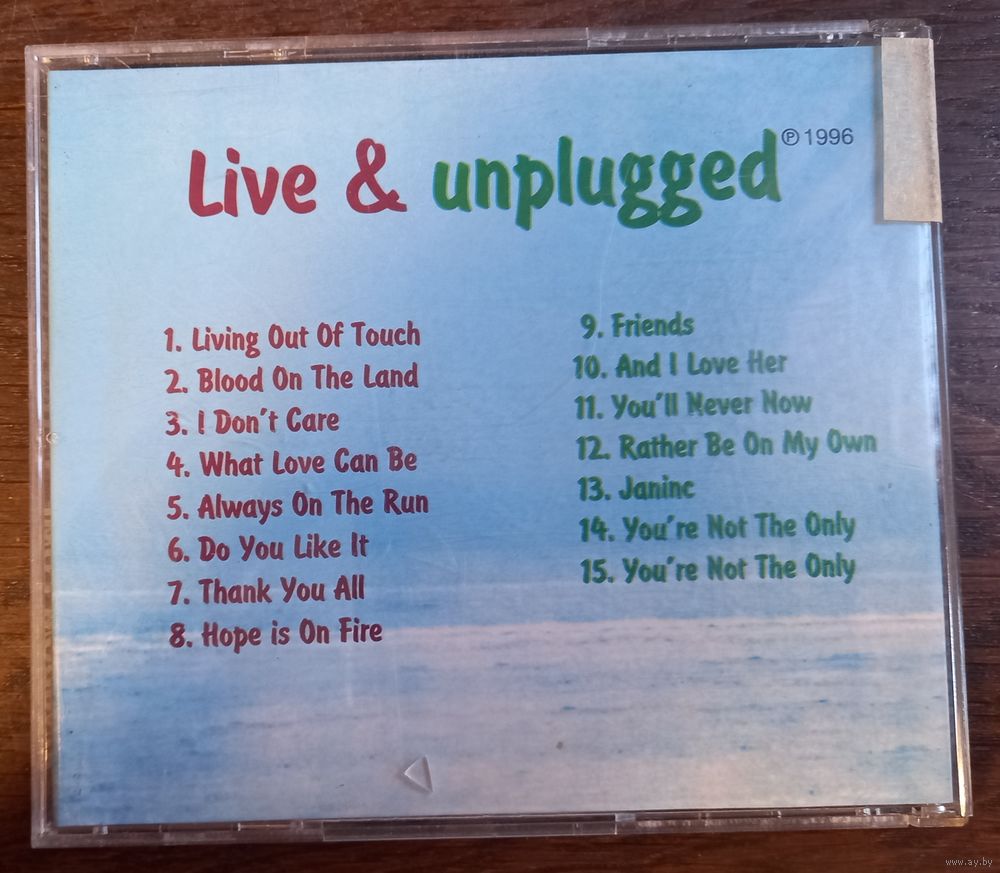 Live & unplugged ℗ 1996
1. Living Out Of Touch
2. Blood On The Land
3. I Don't Care
4. What Love Can Be
5. Always On The Run
6. Do You Like It
7. Thank You All
8. Hope is On Fire
9. Friends
10. And I Love Her
11. You'll Never Now
12. Rather Be On My Own
13. Janinc
14. You're Not The Only
15. You're Not The Only
www.ay.by